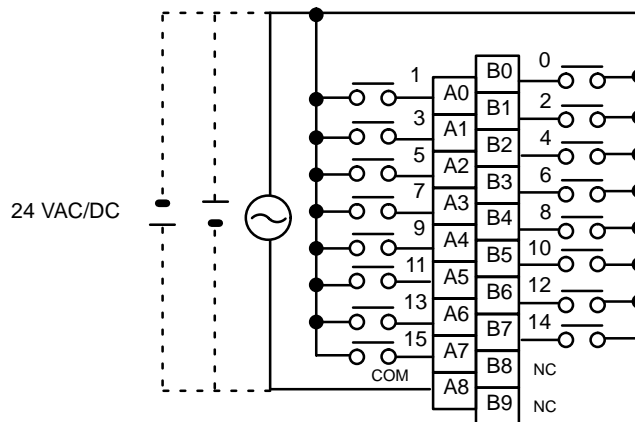 0
1 B0
A0
2
3 B1
A1
4
5 B2
A2
6
7 B3
A3
24 VAC/DC
8
9 B4
A4
10
11 B5
A5
12
13 B6
A6
14
15 B7
A7
COM B8 NC
A8
B9 NC